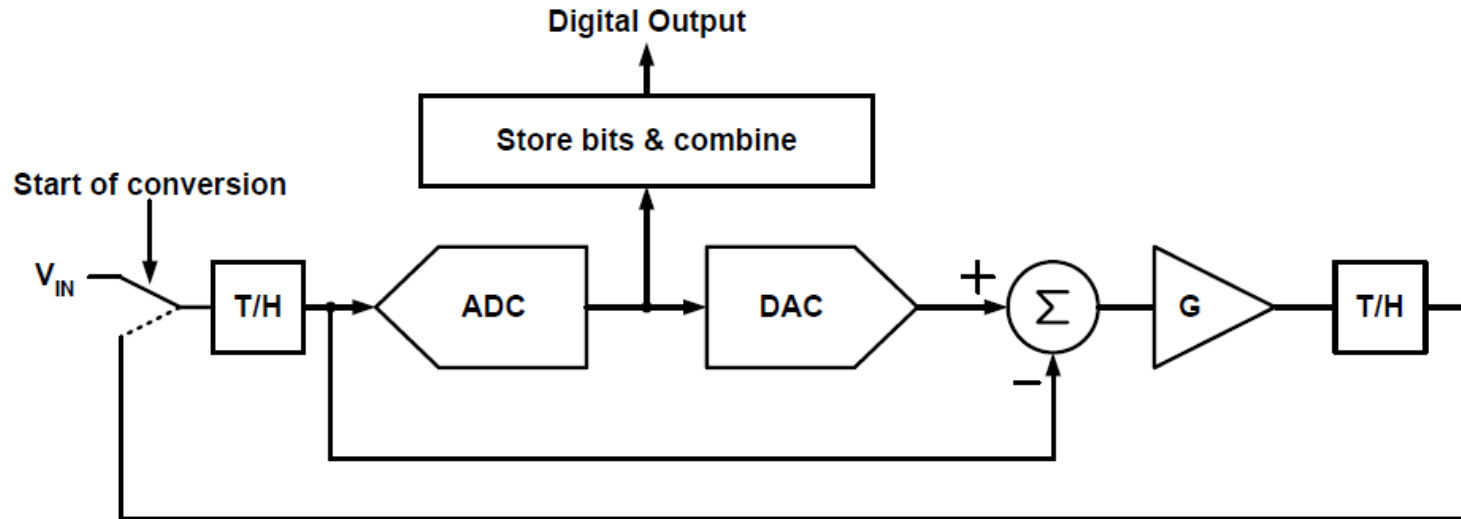 Digital Output
Store bits & combine
Start of conversion
V_IN
T/H
ADC
DAC
+
Σ
−
G
T/H